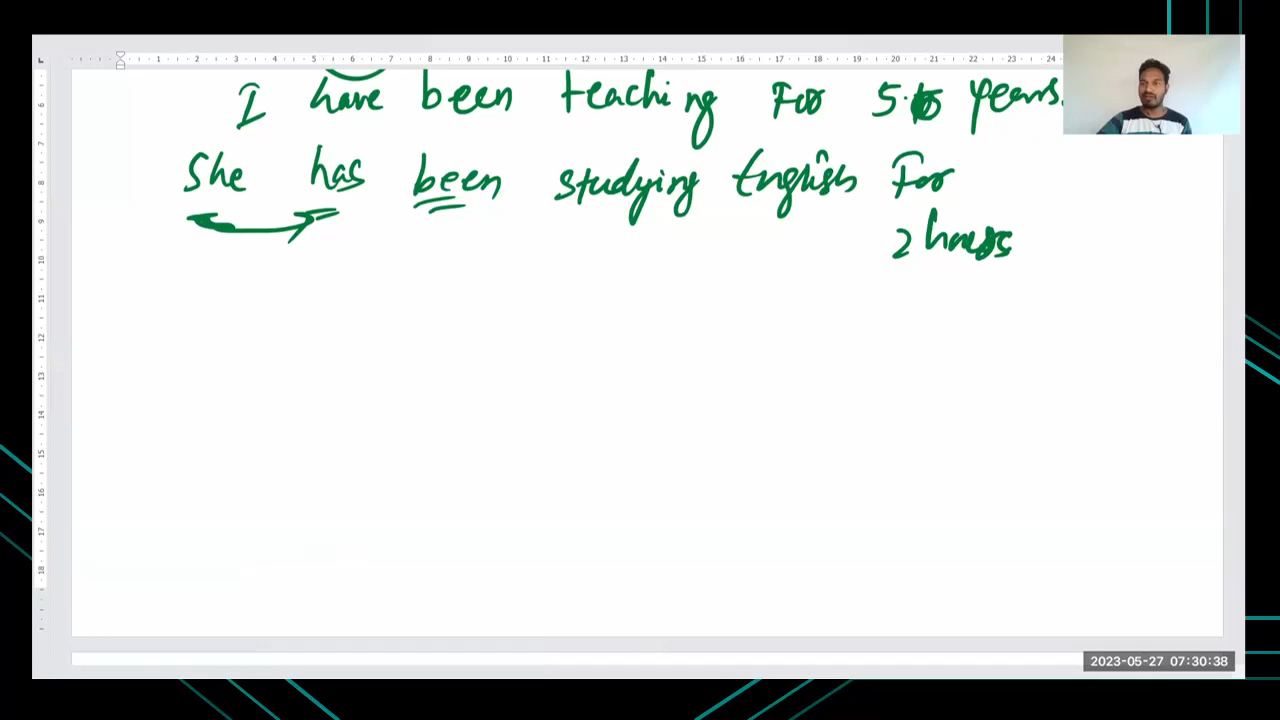 I have been teaching For 5 years.
She has been studying English For
2 hours
2023-05-27 07:30:38